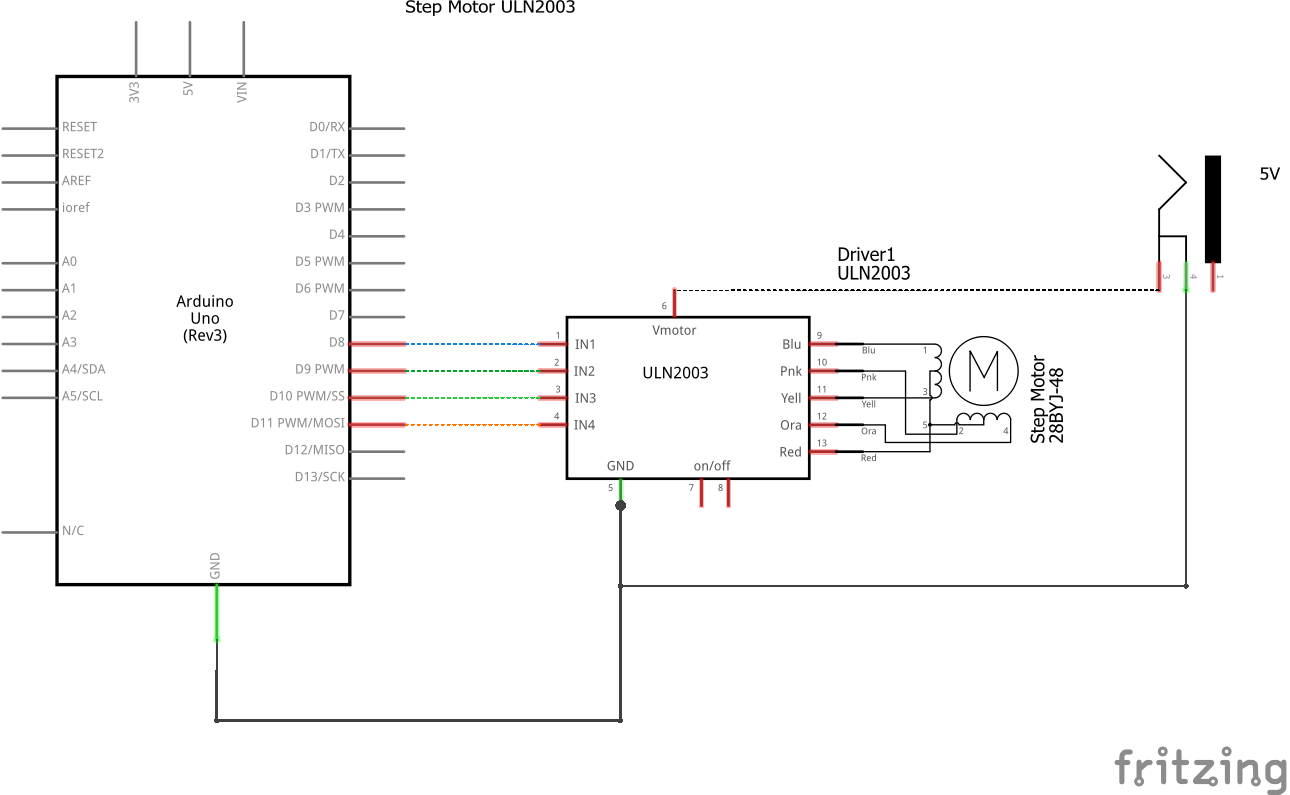 Step Motor ULN2003
3V3
5V
VIN
RESET
RESET2
AREF
ioref
A0
A1
A2
A3
A4/SDA
A5/SCL
N/C
Arduino
Uno
(Rev3)
D0/RX
D1/TX
D2
D3 PWM
D4
D5 PWM
D6 PWM
D7
D8
D9 PWM
D10 PWM/SS
D11 PWM/MOSI
D12/MISO
D13/SCK
GND
Driver1
ULN2003
6
Vmotor
ULN2003
1
IN1
2
IN2
3
IN3
4
IN4
GND
5
on/off
7
8
Blu
9
Pnk
10
Yell
11
Ora
12
Red
13
Blu
Pnk
Yell
Ora
Red
1
3
5
2
4
M
Step Motor
28BYJ-48
5V
3
4
1
fritzing